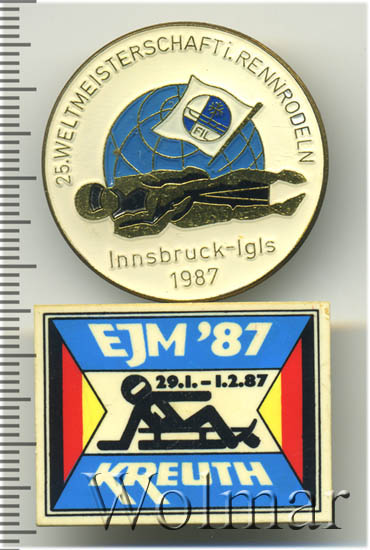 25.WELTMEISTERSCHAFT i. RENNRODELN
FIL
Innsbruck-Igls
1987
EJM '87
29.1.-1.2.87
KREUTH
Wolmar